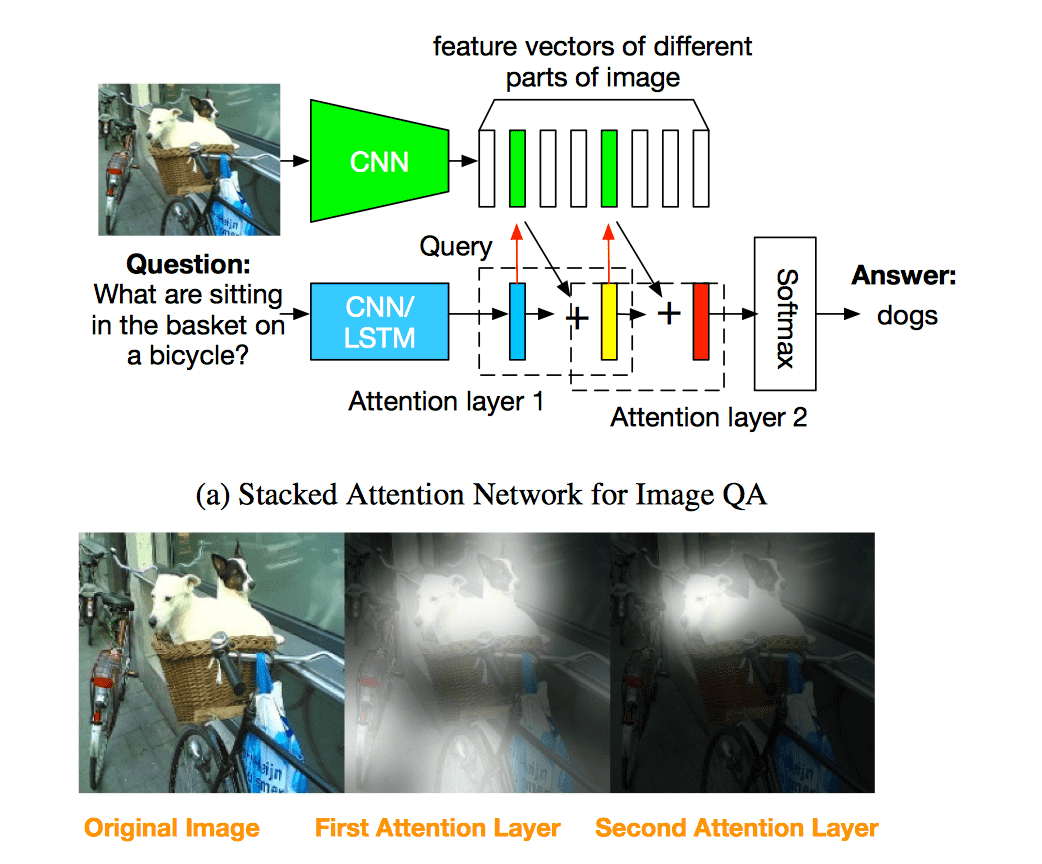 feature vectors of different
parts of image
CNN
Query
Question:
What are sitting
in the basket on
a bicycle?
CNN/
LSTM
+
+
Softmax
Answer:
dogs
Attention layer 1
Attention layer 2
(a) Stacked Attention Network for Image QA
Original Image
First Attention Layer
Second Attention Layer